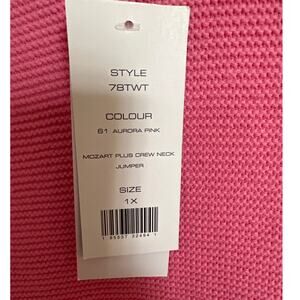 STYLE
78TWT
COLOUR
61 AURORA PINK
MOZART PLUS CREW NECK
JUMPER
SIZE
1X